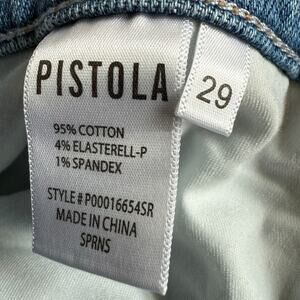 PISTOLA
29
95% COTTON
4% ELASTERELL-P
1% SPANDEX
STYLE # P00016654SR
MADE IN CHINA
SPRNS